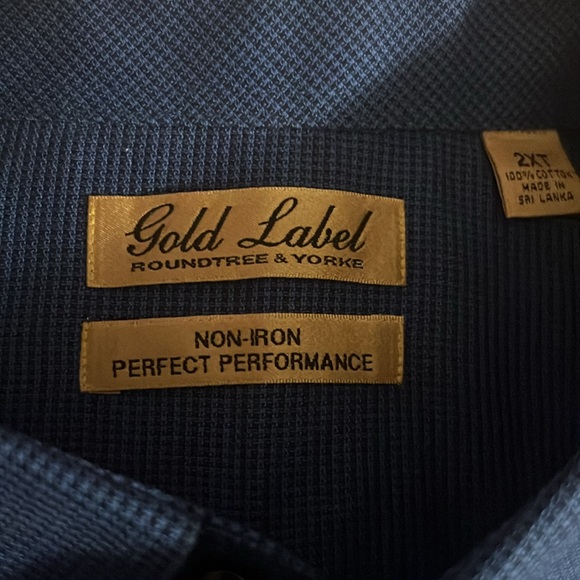 Gold Label
ROUNDTREE & YORKE
NON-IRON
PERFECT PERFORMANCE
2XT
100% COTTON
MADE IN
SRI LANKA